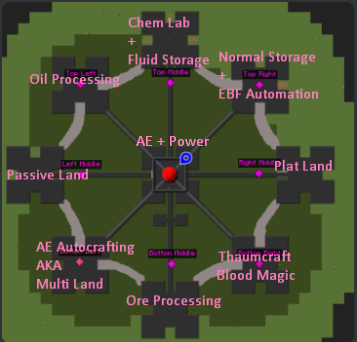 Chem Lab
+
Fluid Storage
Top Middle
Oil Processing
Top Left
Normal Storage
+
Top Right
EBF Automation
AE + Power
Passive Land
Left Middle
Right Middle
Plat Land
AE Autocrafting
AKA
Multi Land
Bottom Middle
Thaumcraft
Blood Magic
Ore Processing